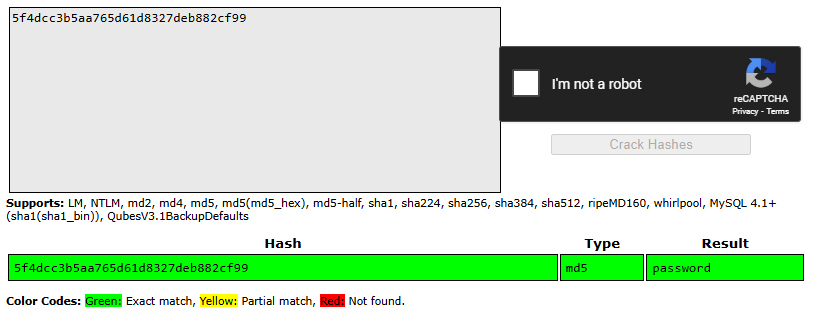 5f4dcc3b5aa765d61d8327deb882cf99
I'm not a robot
reCAPTCHA
Privacy - Terms
Crack Hashes
Supports: LM, NTLM, md2, md4, md5, md5(md5_hex), md5-half, sha1, sha224, sha256, sha384, sha512, ripeMD160, whirlpool, MySQL 4.1+
(sha1(sha1_bin)), QubesV3.1BackupDefaults
Hash Type Result
5f4dcc3b5aa765d61d8327deb882cf99 md5 password
Color Codes: Green: Exact match, Yellow: Partial match, Red: Not found.